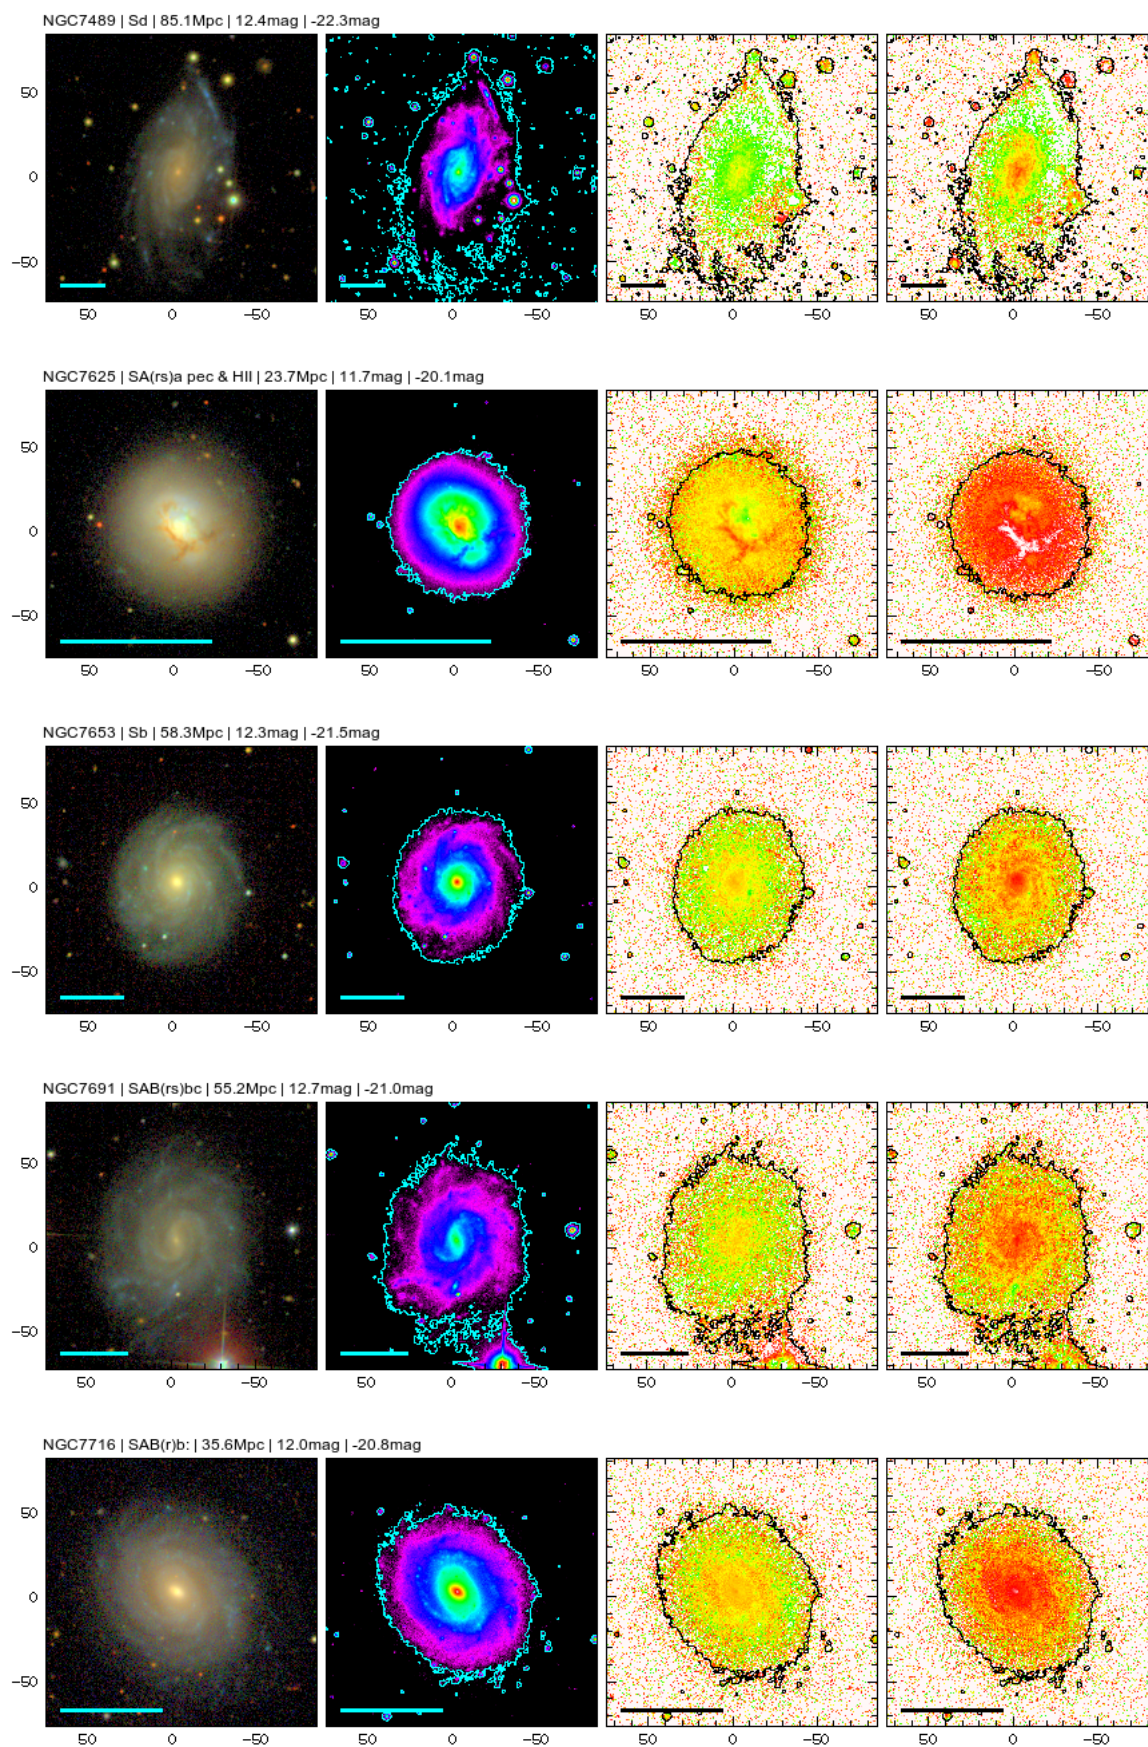 NGC7489 | Sd | 85.1Mpc | 12.4mag | -22.3mag
50
0
-50
50 0 -50 50 0 -50 50 0 -50 50 0 -50
NGC7625 | SA(rs)a pec & HII | 23.7Mpc | 11.7mag | -20.1mag
50
0
-50
50 0 -50 50 0 -50 50 0 -50 50 0 -50
NGC7653 | Sb | 58.3Mpc | 12.3mag | -21.5mag
50
0
-50
50 0 -50 50 0 -50 50 0 -50 50 0 -50
NGC7691 | SAB(rs)bc | 55.2Mpc | 12.7mag | -21.0mag
50
0
-50
50 0 -50 50 0 -50 50 0 -50 50 0 -50
NGC7716 | SAB(r)b: | 35.6Mpc | 12.0mag | -20.8mag
50
0
-50
50 0 -50 50 0 -50 50 0 -50 50 0 -50